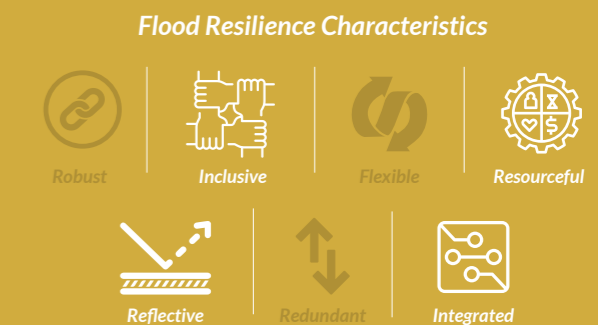 Flood Resilience Characteristics
Robust
Inclusive
Flexible
Resourceful
$
Reflective
Redundant
Integrated